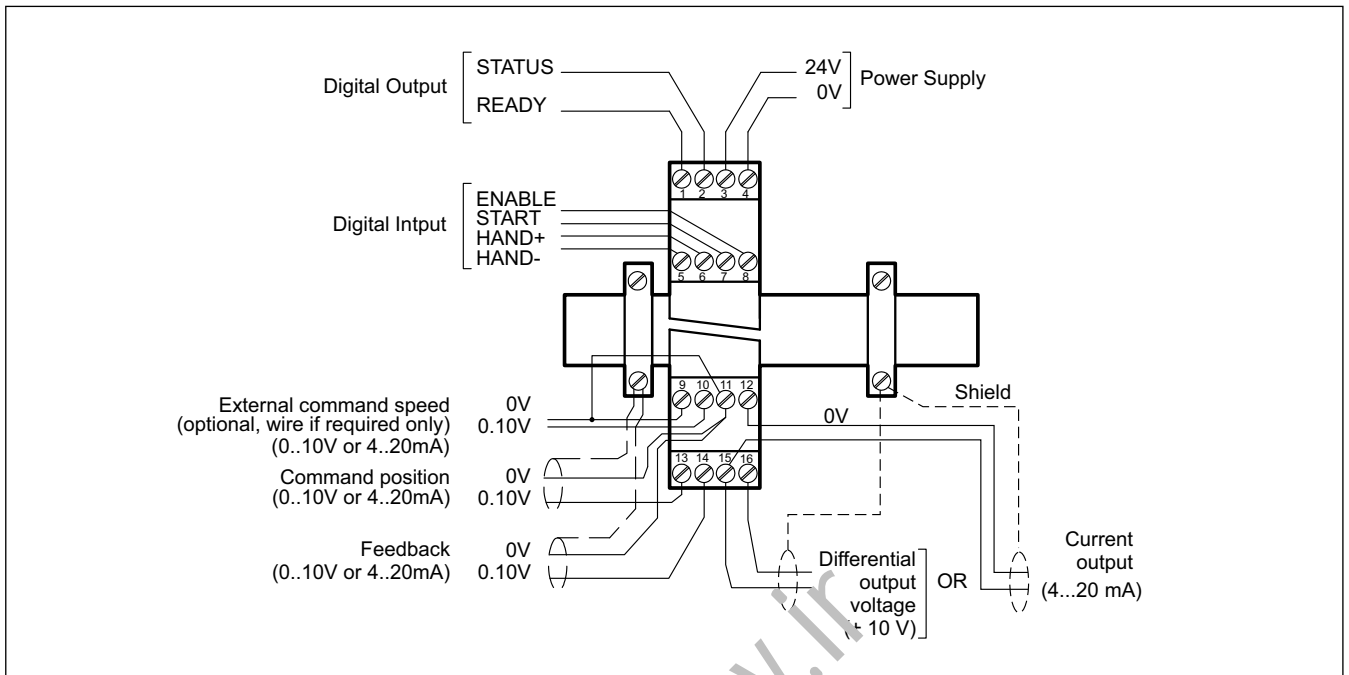 STATUS
Digital Output
READY
24V
Power Supply
0V
1 2 3 4
ENABLE
START
Digital Intput
HAND+
HAND-
5 6 7 8
9 10 11 12
Shield
External command speed 0V
(optional, wire if required only) 0.10V
(0..10V or 4..20mA)
0V
13 14 15 16
Command position 0V
(0..10V or 4..20mA) 0.10V
Feedback 0V
(0..10V or 4..20mA) 0.10V
Differential
output
voltage
10 V)
OR
Current
output
(4...20 mA)